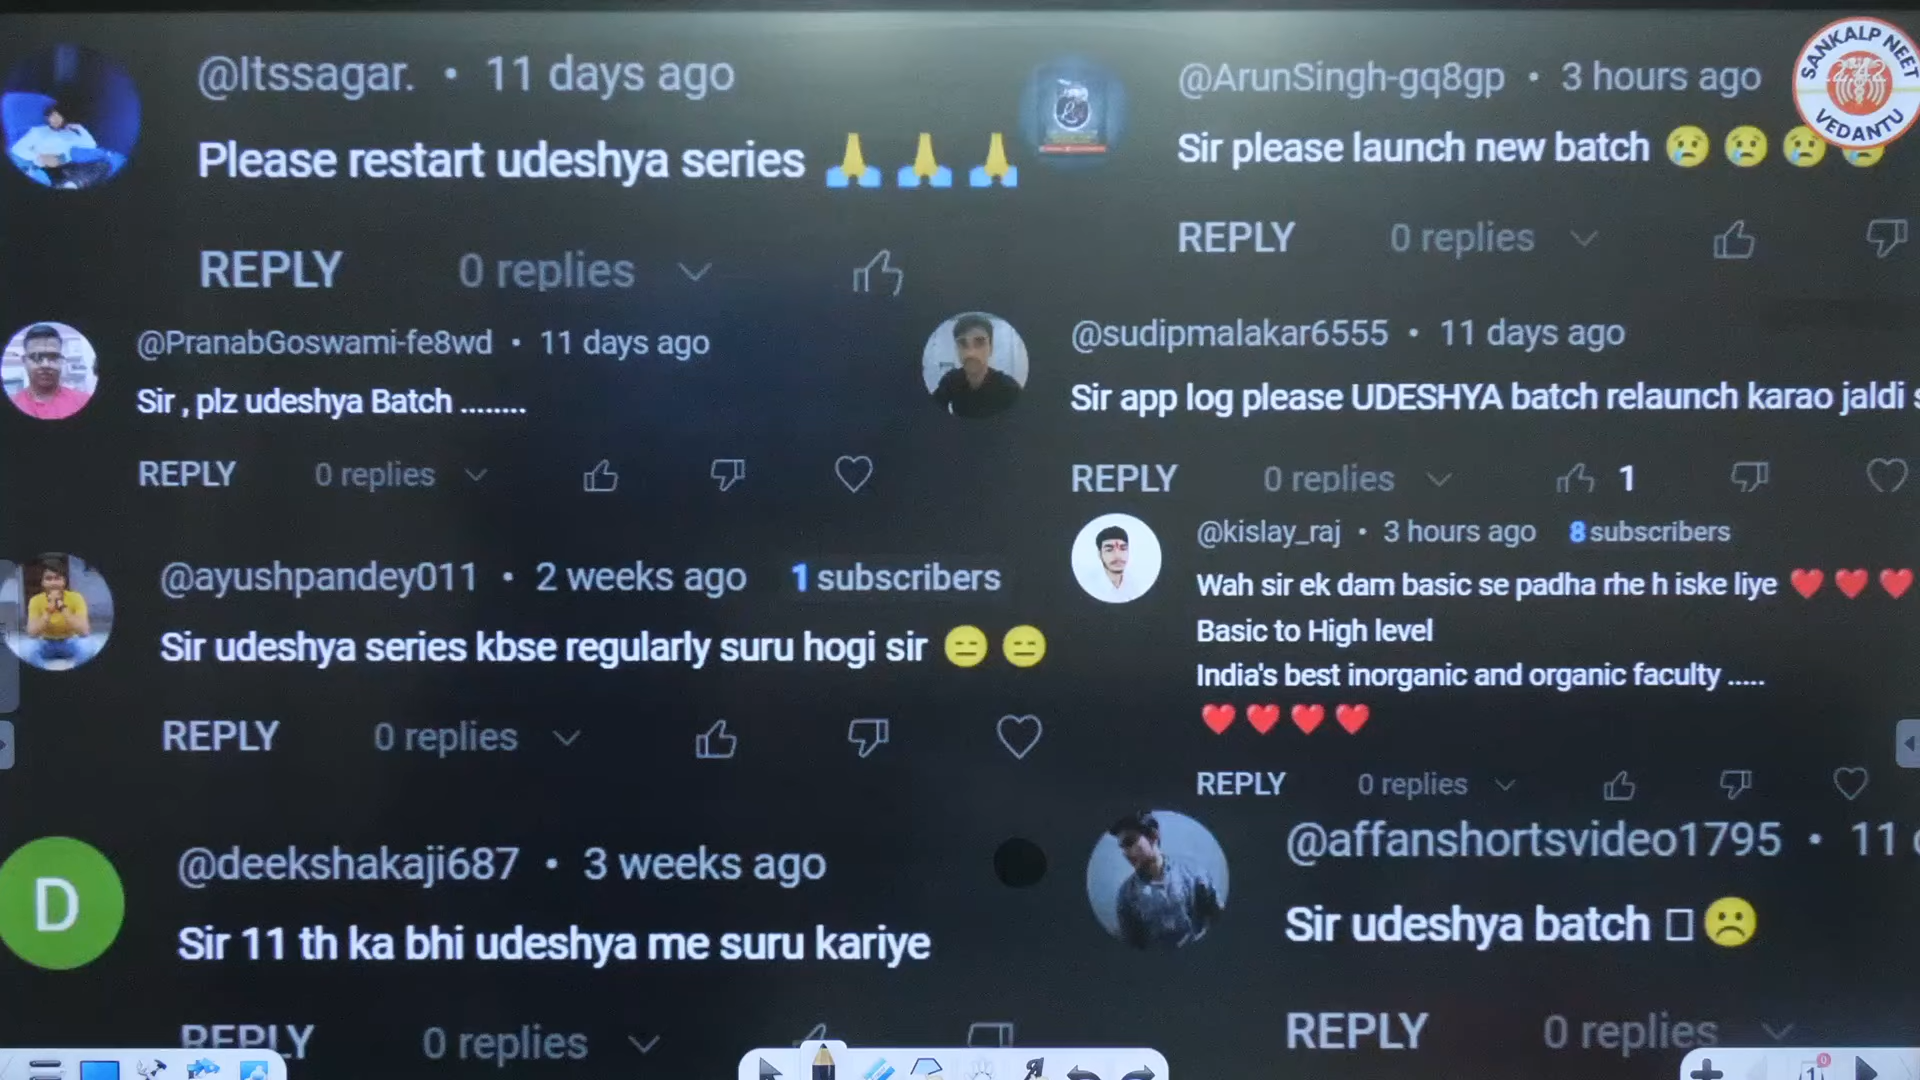 @Itssagar. • 11 days ago
Please restart udeshya series 🙏 🙏 🙏
REPLY 0 replies
@ArunSingh-gq8gp • 3 hours ago
Sir please launch new batch 😢 😢 😢 😢
REPLY 0 replies
SANKALP NEET
2.0
VEDANTU
@PranabGoswami-fe8wd • 11 days ago
Sir , plz udeshya Batch ........
REPLY 0 replies
@sudipmalakar6555 • 11 days ago
Sir app log please UDESHYA batch relaunch karao jaldi s
REPLY 0 replies 1
@ayushpandey011 • 2 weeks ago 1 subscribers
Sir udeshya series kbse regularly suru hogi sir 😑 😑
REPLY 0 replies
@kislay_raj • 3 hours ago 8 subscribers
Wah sir ek dam basic se padha rhe h iske liye ❤️ ❤️ ❤️
Basic to High level
India's best inorganic and organic faculty .....
❤️ ❤️ ❤️ ❤️
REPLY 0 replies
D
@deekshakaji687 • 3 weeks ago
Sir 11 th ka bhi udeshya me suru kariye
REPLY 0 replies
@affanshortsvideo1795 • 11
Sir udeshya batch ☹️
REPLY 0 replies